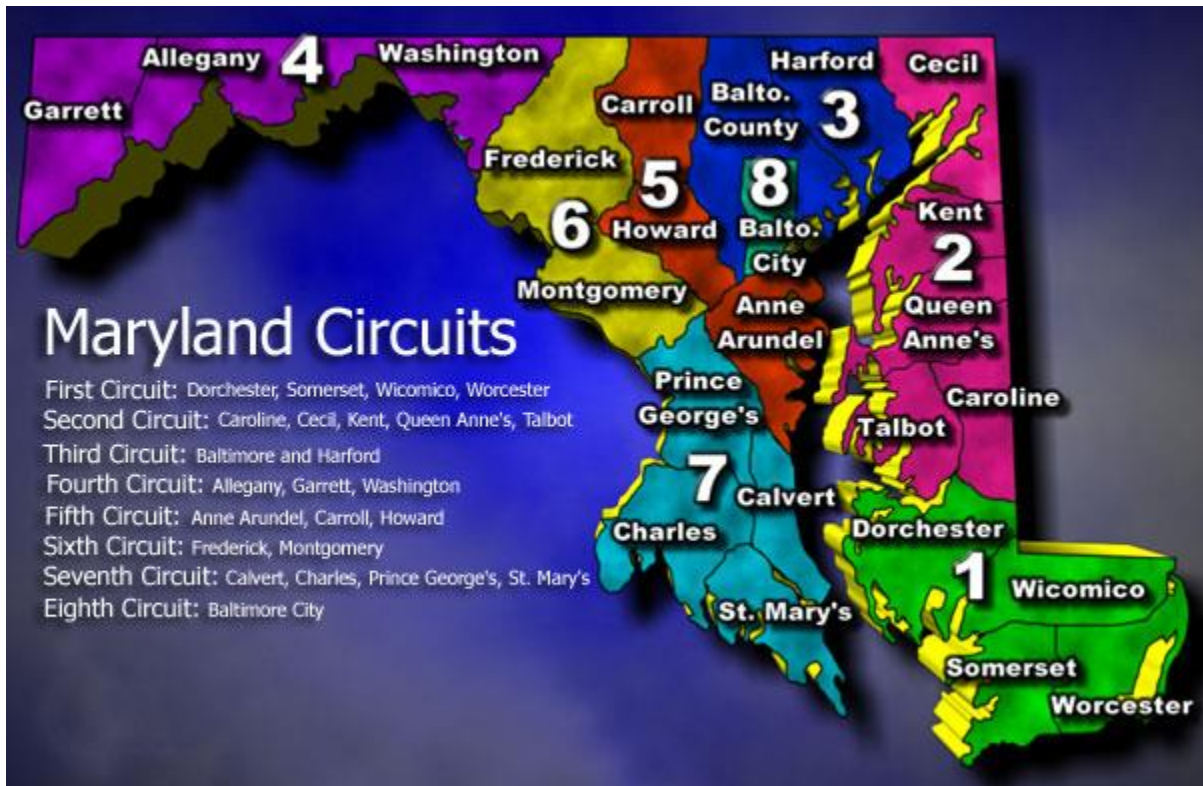 Allegany
4
Washington
Harford
Cecil
Garrett
Carroll
Balto.
County
3
Frederick
5
8
Kent
6
Howard
Balto.
City
2
Montgomery
Anne
Arundel
Queen
Anne's
Maryland Circuits
First Circuit: Dorchester, Somerset, Wicomico, Worcester
Second Circuit: Caroline, Cecil, Kent, Queen Anne's, Talbot
Third Circuit: Baltimore and Harford
Fourth Circuit: Allegany, Garrett, Washington
Fifth Circuit: Anne Arundel, Carroll, Howard
Sixth Circuit: Frederick, Montgomery
Seventh Circuit: Calvert, Charles, Prince George's, St. Mary's
Eighth Circuit: Baltimore City
Prince
George's
Caroline
Talbot
7
Calvert
Charles
Dorchester
1
Wicomico
St. Mary's
Somerset
Worcester